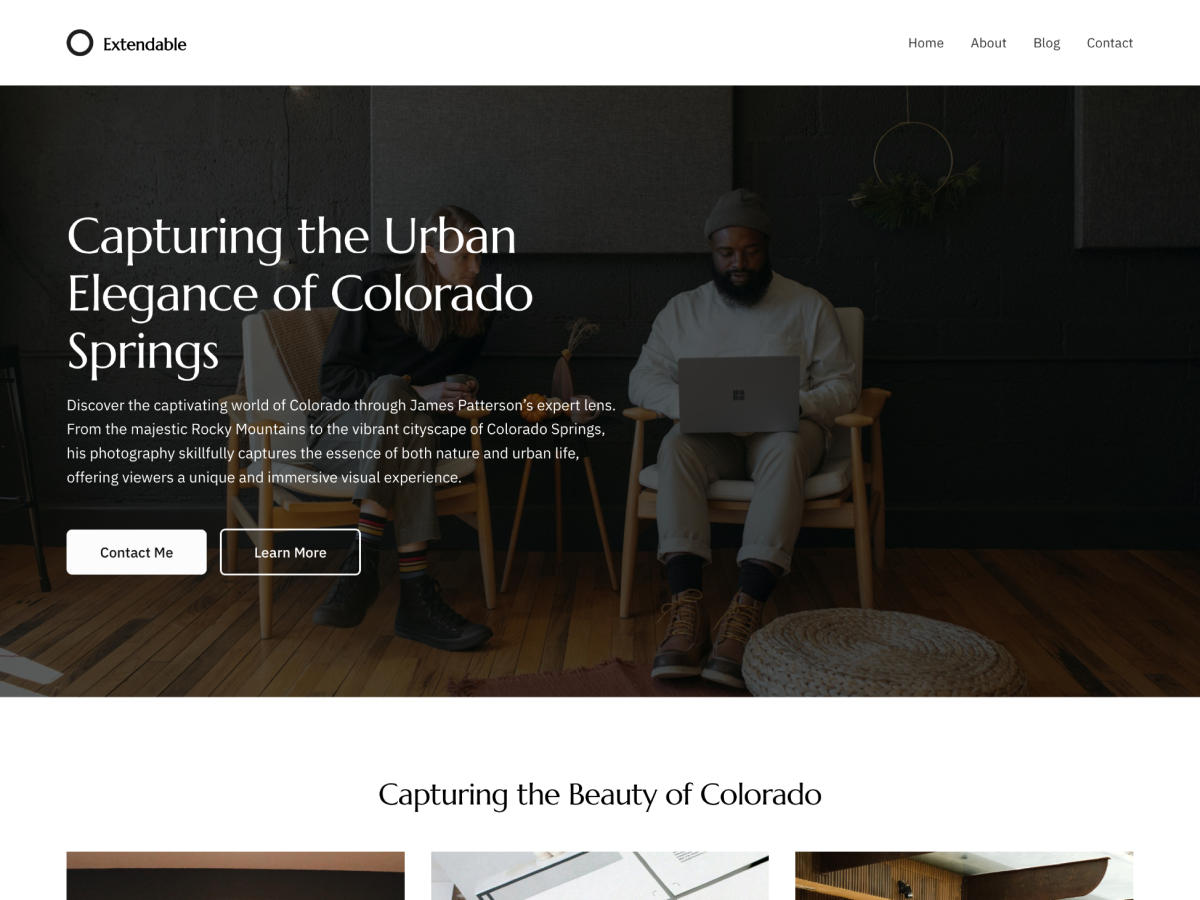 Extendable
Home About Blog Contact
Capturing the Urban
Elegance of Colorado
Springs
Discover the captivating world of Colorado through James Patterson’s expert lens.
From the majestic Rocky Mountains to the vibrant cityscape of Colorado Springs,
his photography skillfully captures the essence of both nature and urban life,
offering viewers a unique and immersive visual experience.
Contact Me Learn More
Capturing the Beauty of Colorado